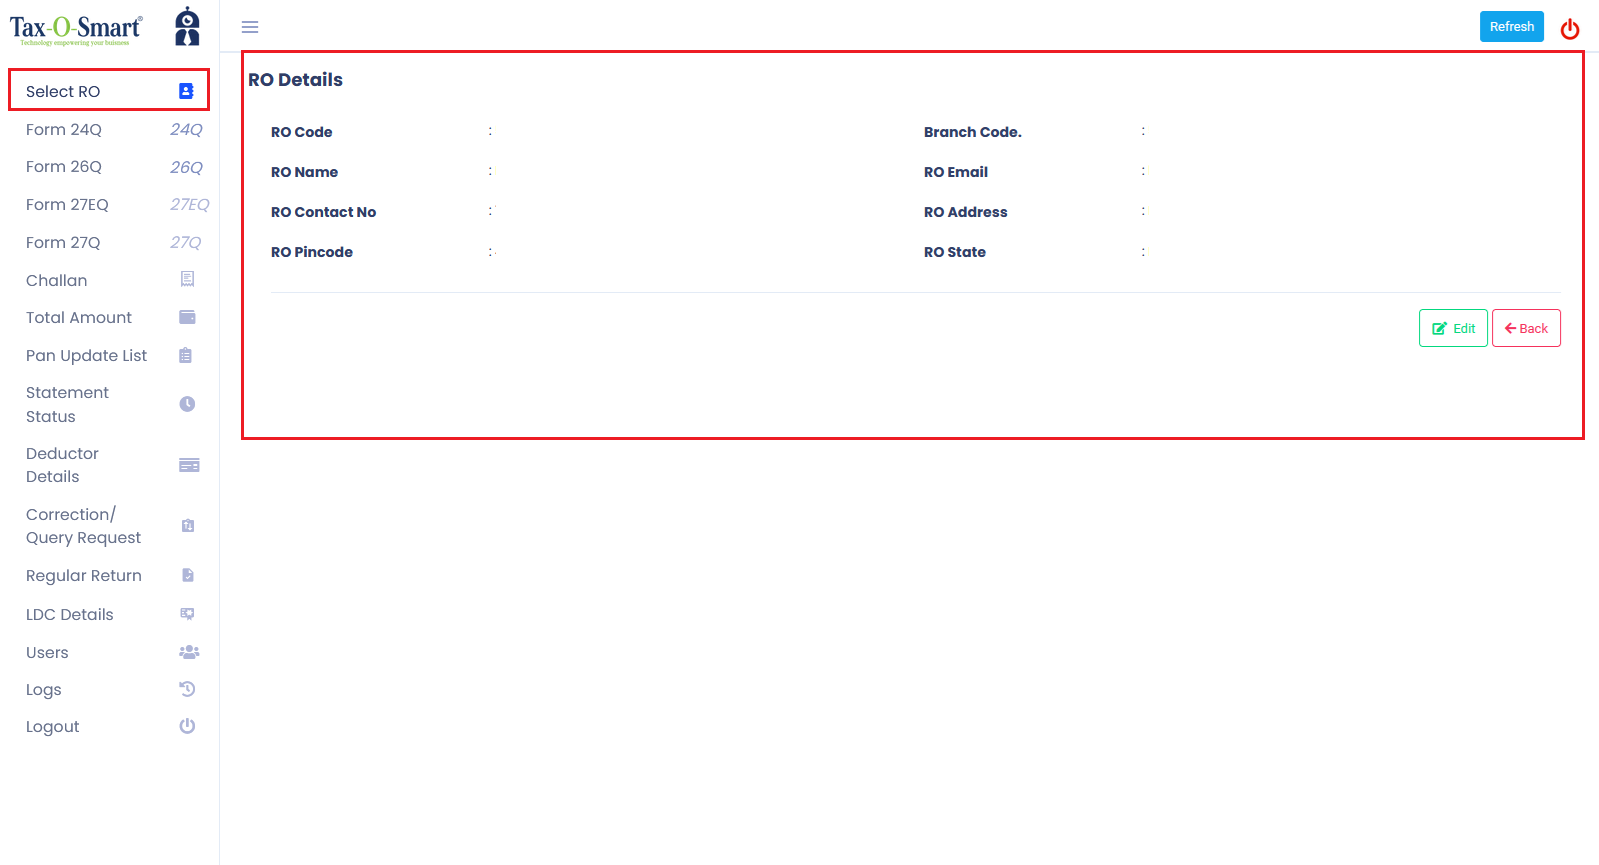 Tax-O-Smart®
Technology empowering your buisness
Refresh
Select RO
Form 24Q 24Q
Form 26Q 26Q
Form 27EQ 27EQ
Form 27Q 27Q
Challan
Total Amount
Pan Update List
Statement
Status
Deductor
Details
Correction/
Query Request
Regular Return
LDC Details
Users
Logs
Logout
RO Details
RO Code : Branch Code. :
RO Name : RO Email :
RO Contact No : RO Address :
RO Pincode : RO State :
Edit Back